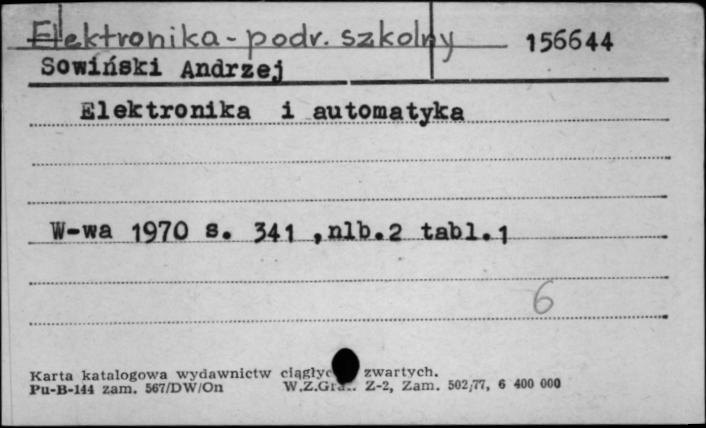 Elektronika - podr. szkolny 156644
Sowiński Andrzej
Elektronika i automatyka
W-wa 1970 s. 341 ,nlb.2 tabl.1
6
Karta katalogowa wydawnictw zwartych.
Pu-B-144 zam. 567/DW/On W.Z.Graf. Z-2, Zam. 502/77, 6 400 000